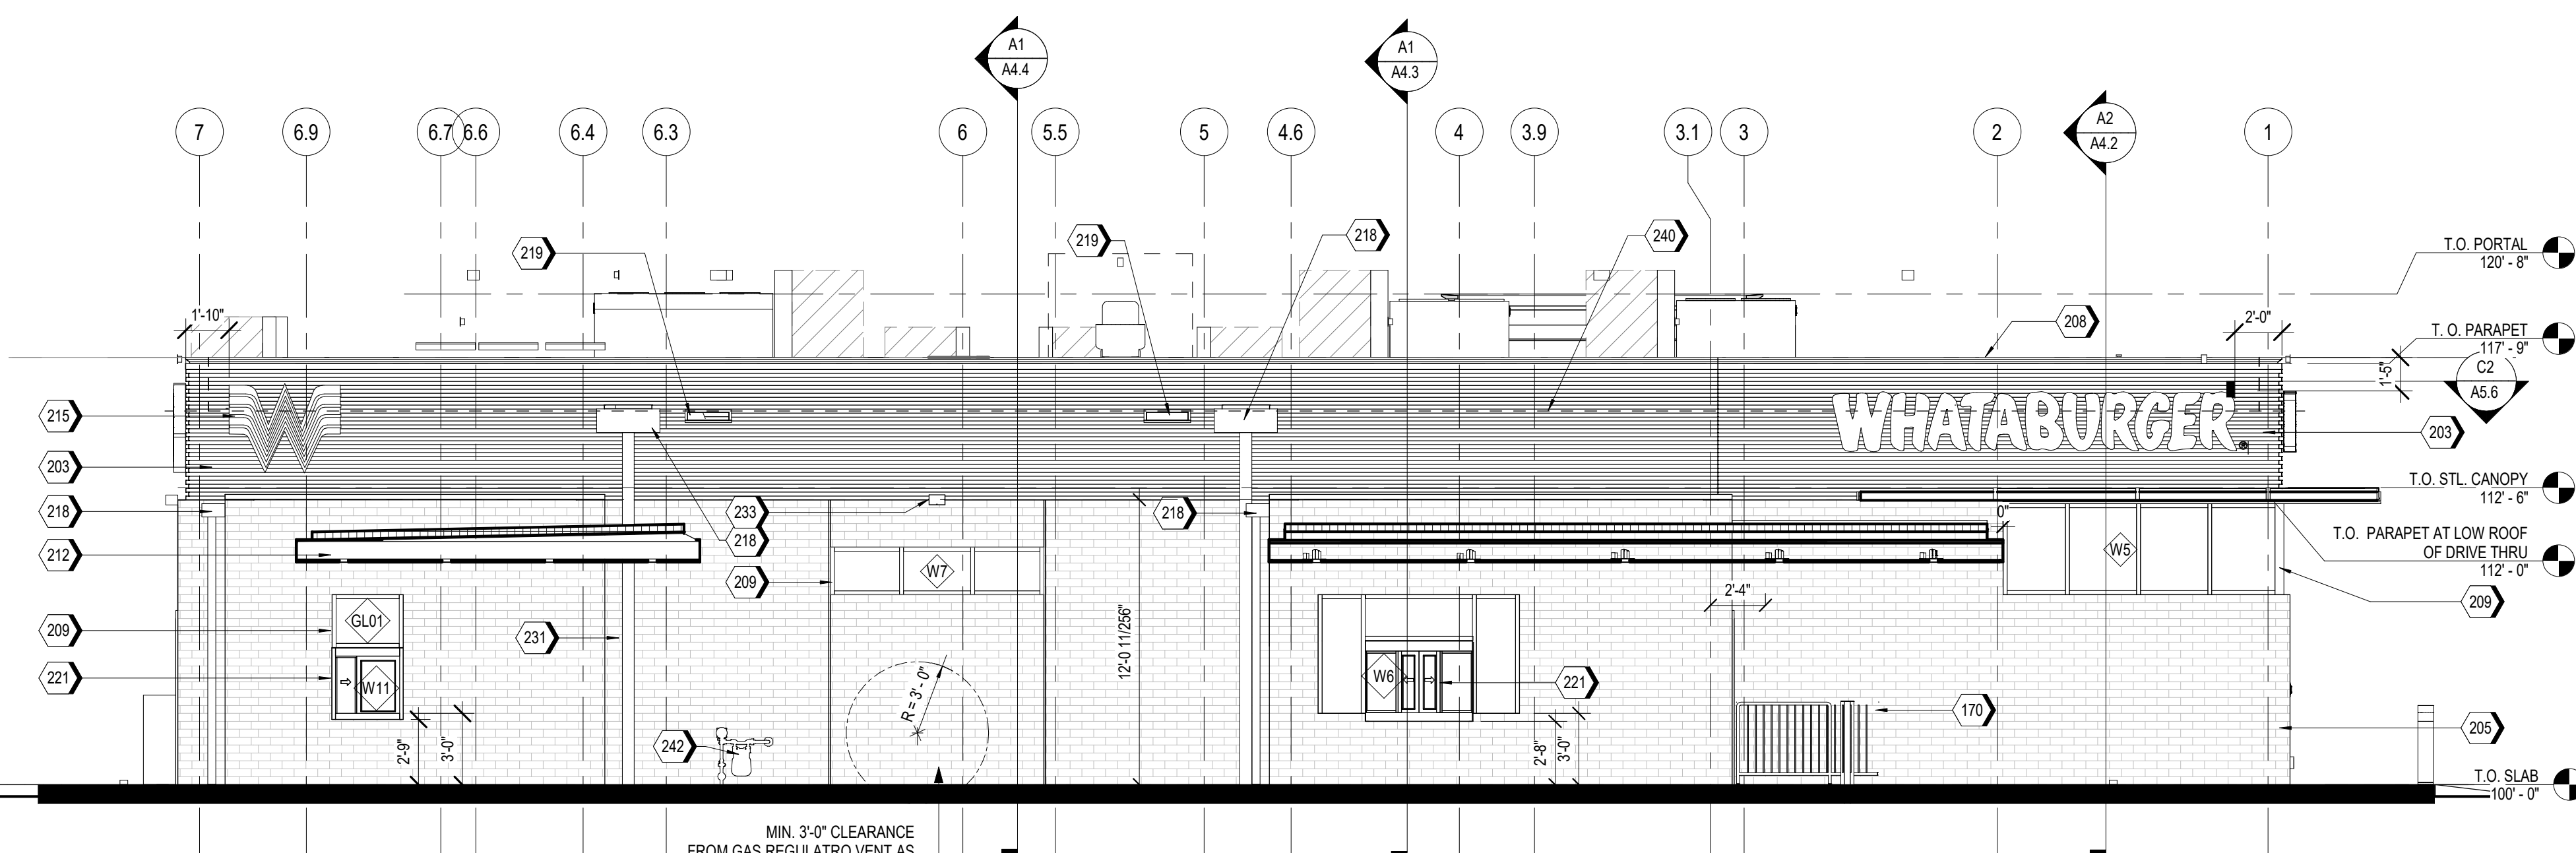 A1
A4.4
A1
A4.3
A2
A4.2
7
6.9
6.7
6.6
6.4
6.3
6
5.5
5
4.6
4
3.9
3.1
3
2
1
219
219
218
240
T.O. PORTAL
120' - 8"
208
1'-10"
2'-0"
T. O. PARAPET
117' - 9"
1'-5"
C2
A5.6
215
W
WHATABURGER®
203
203
T.O. STL. CANOPY
112' - 6"
218
233
218
218
0"
T.O. PARAPET AT LOW ROOF
OF DRIVE THRU
112' - 0"
212
209
W7
W5
209
2'-4"
12'-0 11/256"
209
GL01
231
221
W11
R = 3' - 0"
W6
221
170
205
242
2'-9"
3'-0"
2'-8"
3'-0"
T.O. SLAB
100' - 0"
MIN. 3'-0" CLEARANCE
FROM GAS REGULATRO VENT AS